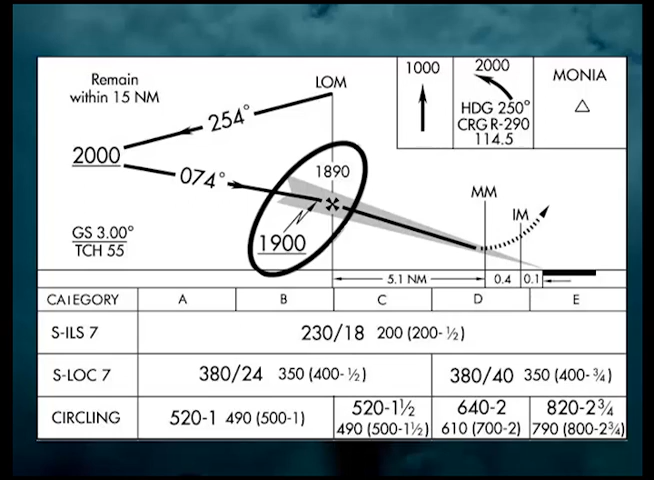 Remain
within 15 NM
LOM
1000
2000
HDG 250°
CRG R-290
114.5
MONIA
254°
2000
074°
1890
1900
MM
IM
GS 3.00°
TCH 55
5.1 NM
0.4
0.1
CATEGORY A B C D E
S-ILS 7 230/18 200 (200-½)
S-LOC 7 380/24 350 (400-½) 380/40 350 (400-¾)
CIRCLING 520-1 490 (500-1) 520-1½ 640-2 820-2¾
490 (500-1½) 610 (700-2) 790 (800-2¾)